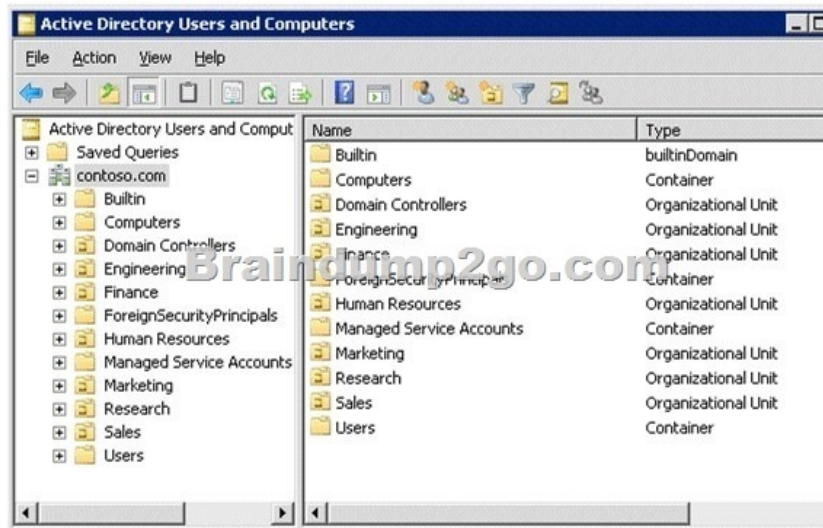 Active Directory Users and Computers
File Action View Help
Active Directory Users and Comput
Saved Queries
contoso.com
Builtin
Computers
Domain Controllers
Engineering
Finance
ForeignSecurityPrincipals
Human Resources
Managed Service Accounts
Marketing
Research
Sales
Users
Name Type
Builtin builtinDomain
Computers Container
Domain Controllers Organizational Unit
Engineering Organizational Unit
Finance Organizational Unit
ForeignSecurityPrincipals Container
Human Resources Organizational Unit
Managed Service Accounts Container
Marketing Organizational Unit
Research Organizational Unit
Sales Organizational Unit
Users Container
Braindump2go.com